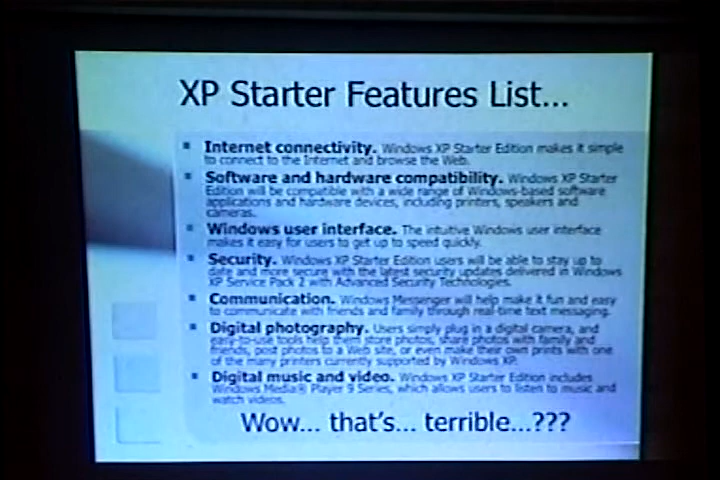 XP Starter Features List...
▪ Internet connectivity. Windows XP Starter Edition makes it simple
to connect to the Internet and browse the Web.
▪ Software and hardware compatibility. Windows XP Starter
Edition will be compatible with a wide range of Windows-based software
applications and hardware devices, including printers, speakers and
cameras.
▪ Windows user interface. The intuitive Windows user interface
makes it easy for users to get up to speed quickly.
▪ Security. Windows XP Starter Edition users will be able to stay up to
date and more secure with the latest security updates delivered in Windows
XP Service Pack 2 with Advanced Security Technologies.
▪ Communication. Windows Messenger will help make it fun and easy
to communicate with friends and family through real-time text messaging.
▪ Digital photography. Users simply plug in a digital camera, and
easy-to-use tools help them store photos, share photos with family and
friends, post photos to a Web site, or even make their own prints with one
of the many printers currently supported by Windows XP.
▪ Digital music and video. Windows XP Starter Edition includes
Windows Media® Player 9 Series, which allows users to listen to music and
watch videos.
Wow... that's... terrible...???